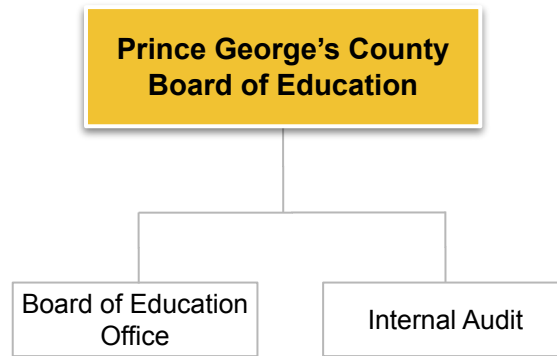 Prince George’s County
Board of Education
Board of Education
Office
Internal Audit